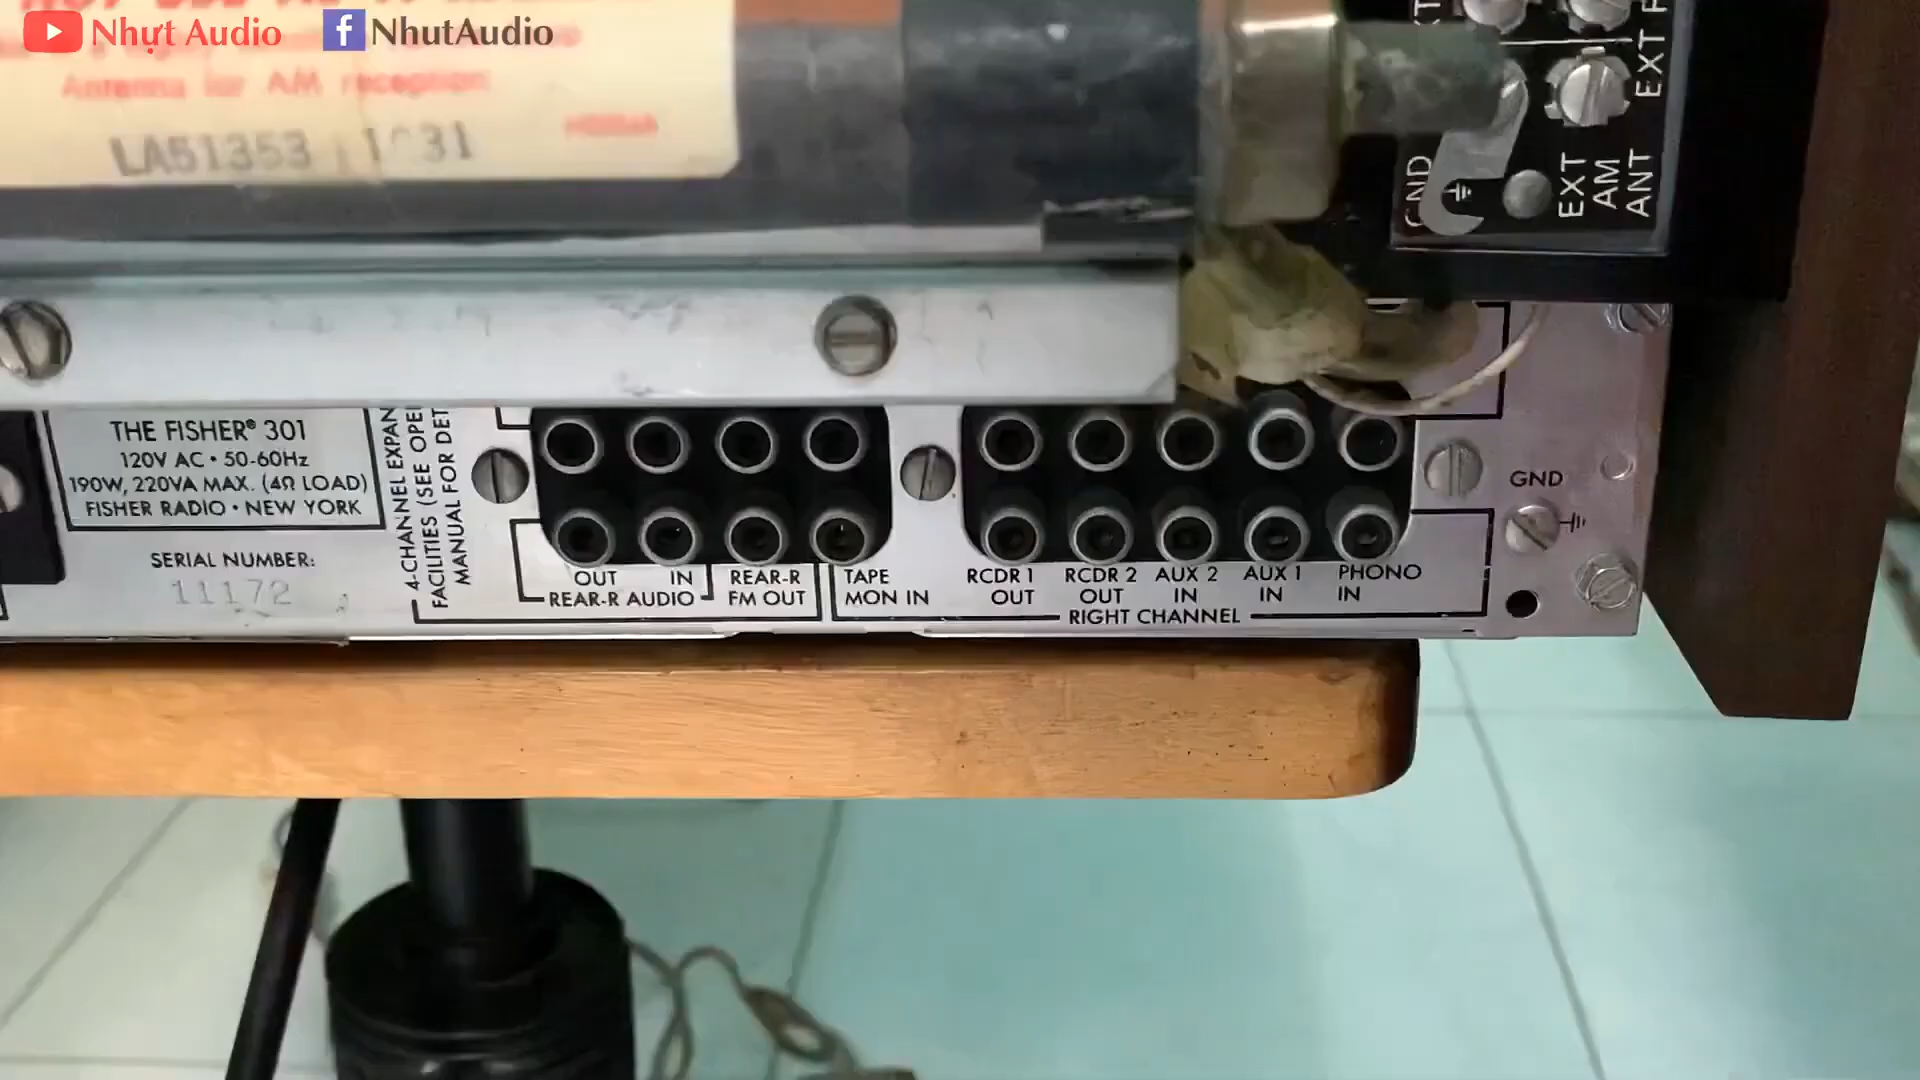 Nhựt Audio
NhutAudio
Antenna for AM reception
LA51353
GND
EXT
AM
ANT
EXT
THE FISHER® 301
120V AC • 50-60Hz
190W, 220VA MAX. (4Ω LOAD)
FISHER RADIO • NEW YORK
SERIAL NUMBER:
11172
4-CHANNEL
FACILITIES (SEE
MANUAL FOR
OUT
IN
REAR-R AUDIO
REAR-R
FM OUT
TAPE
MON IN
RCDR 1
OUT
RCDR 2
OUT
AUX 2
IN
AUX 1
IN
PHONO
IN
RIGHT CHANNEL
GND